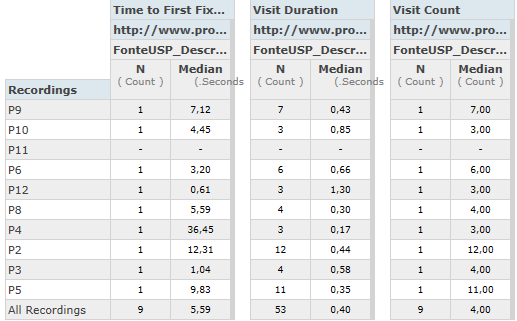 Time to First Fix... Visit Duration Visit Count
http://www.pro... http://www.pro... http://www.pro...
FonteUSP_Descr... FonteUSP_Descr... FonteUSP_Descr...
N Median N Median N Median
Recordings ( Count ) (.Seconds ( Count ) (.Seconds ( Count ) ( Count )
P9 1 7,12 7 0,43 1 7,00
P10 1 4,45 3 0,85 1 3,00
P11 - - - - - -
P6 1 3,20 6 0,66 1 6,00
P12 1 0,61 3 1,30 1 3,00
P8 1 5,59 4 0,30 1 4,00
P4 1 36,45 3 0,17 1 3,00
P2 1 12,31 12 0,44 1 12,00
P3 1 1,04 4 0,58 1 4,00
P5 1 9,83 11 0,35 1 11,00
All Recordings 9 5,59 53 0,40 9 4,00